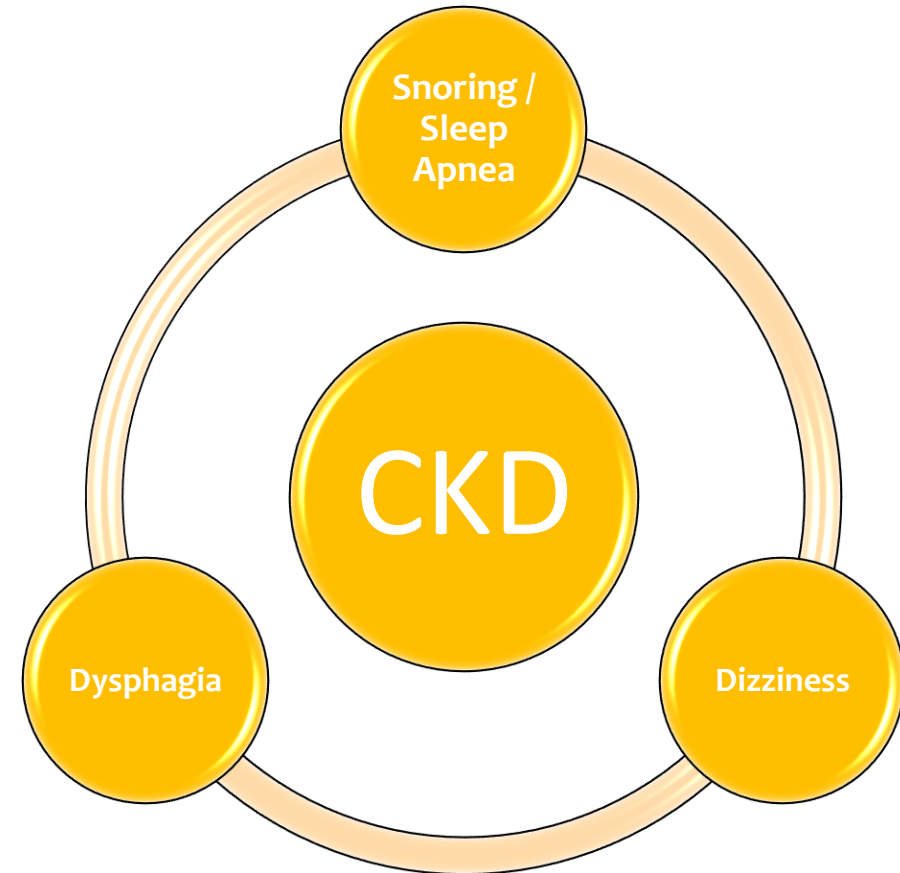 Snoring /
Sleep
Apnea
CKD
Dysphagia
Dizziness